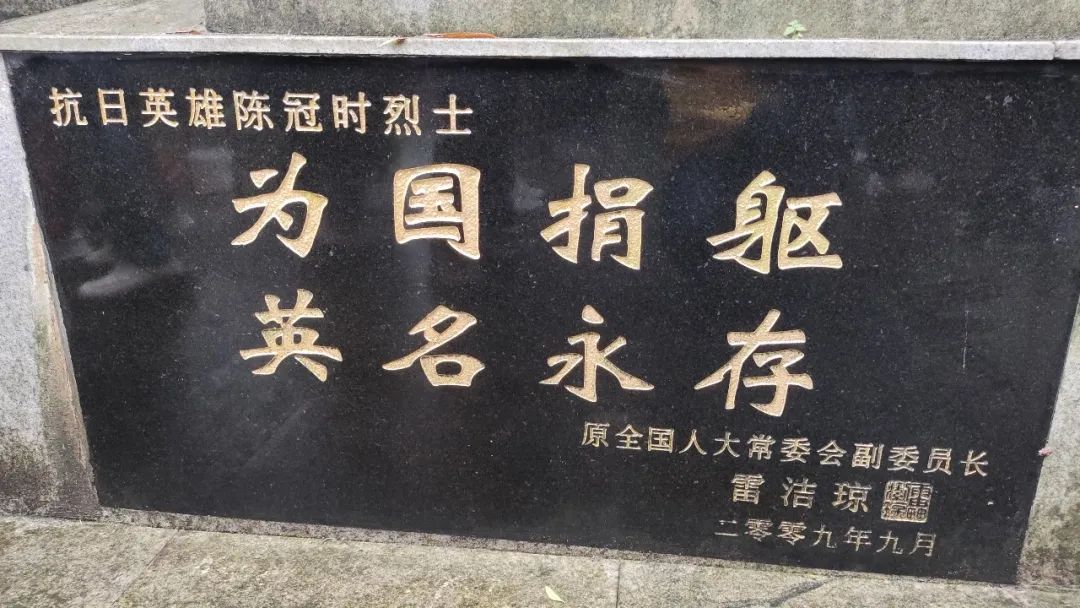 抗日英雄陈冠时烈士
为国捐躯
英名永存
原全国人大常委会副委员长
雷洁琼
二零零九年九月